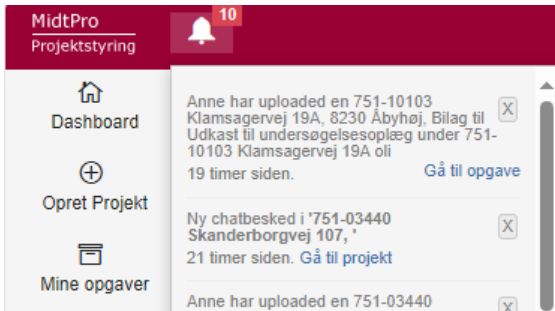 MidtPro
Projektstyring
10
Dashboard
Opret Projekt
Mine opgaver
Anne har uploaded en 751-10103
Klamsagervej 19A, 8230 Åbyhøj, Bilag til
Udkast til undersøgelsesoplæg under 751-
10103 Klamsagervej 19A oli
X
19 timer siden.
Gå til opgave
Ny chatbesked i '751-03440
Skanderborgvej 107, '
X
21 timer siden. Gå til projekt
Anne har uploaded en 751-03440
X